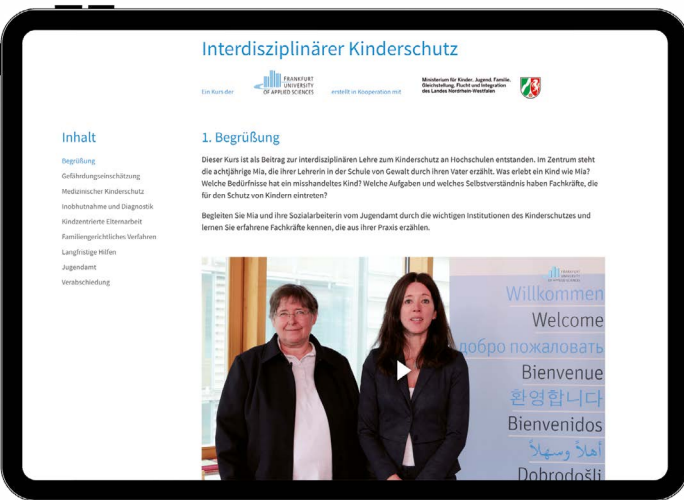 Interdisziplinärer Kinderschutz
Ein Kurs der
FRANKFURT
UNIVERSITY
OF APPLIED SCIENCES
erstellt in Kooperation mit
Ministerium für Kinder, Jugend, Familie,
Gleichstellung, Flucht und Integration
des Landes Nordrhein-Westfalen
Inhalt
Begrüßung
Gefährdungseinschätzung
Medizinischer Kinderschutz
Inobhutnahme und Diagnostik
Kindzentrierte Elternarbeit
Familiengerichtliches Verfahren
Langfristige Hilfen
Jugendamt
Verabschiedung
1. Begrüßung
Dieser Kurs ist als Beitrag zur interdisziplinären Lehre zum Kinderschutz an Hochschulen entstanden. Im Zentrum steht
die achtjährige Mia, die ihrer Lehrerin in der Schule von Gewalt durch ihren Vater erzählt. Was erlebt ein Kind wie Mia?
Welche Bedürfnisse hat ein misshandeltes Kind? Welche Aufgaben und welches Selbstverständnis haben Fachkräfte, die
für den Schutz von Kindern eintreten?
Begleiten Sie Mia und ihre Sozialarbeiterin vom Jugendamt durch die wichtigen Institutionen des Kinderschutzes und
lernen Sie erfahrene Fachkräfte kennen, die aus ihrer Praxis erzählen.
FRANKFURT
UNIVERSITY
Willkommen
Welcome
добро пожаловать
Bienvenue
환영합니다
Bienvenidos
أهلاً وسهلاً
Dobrodošli